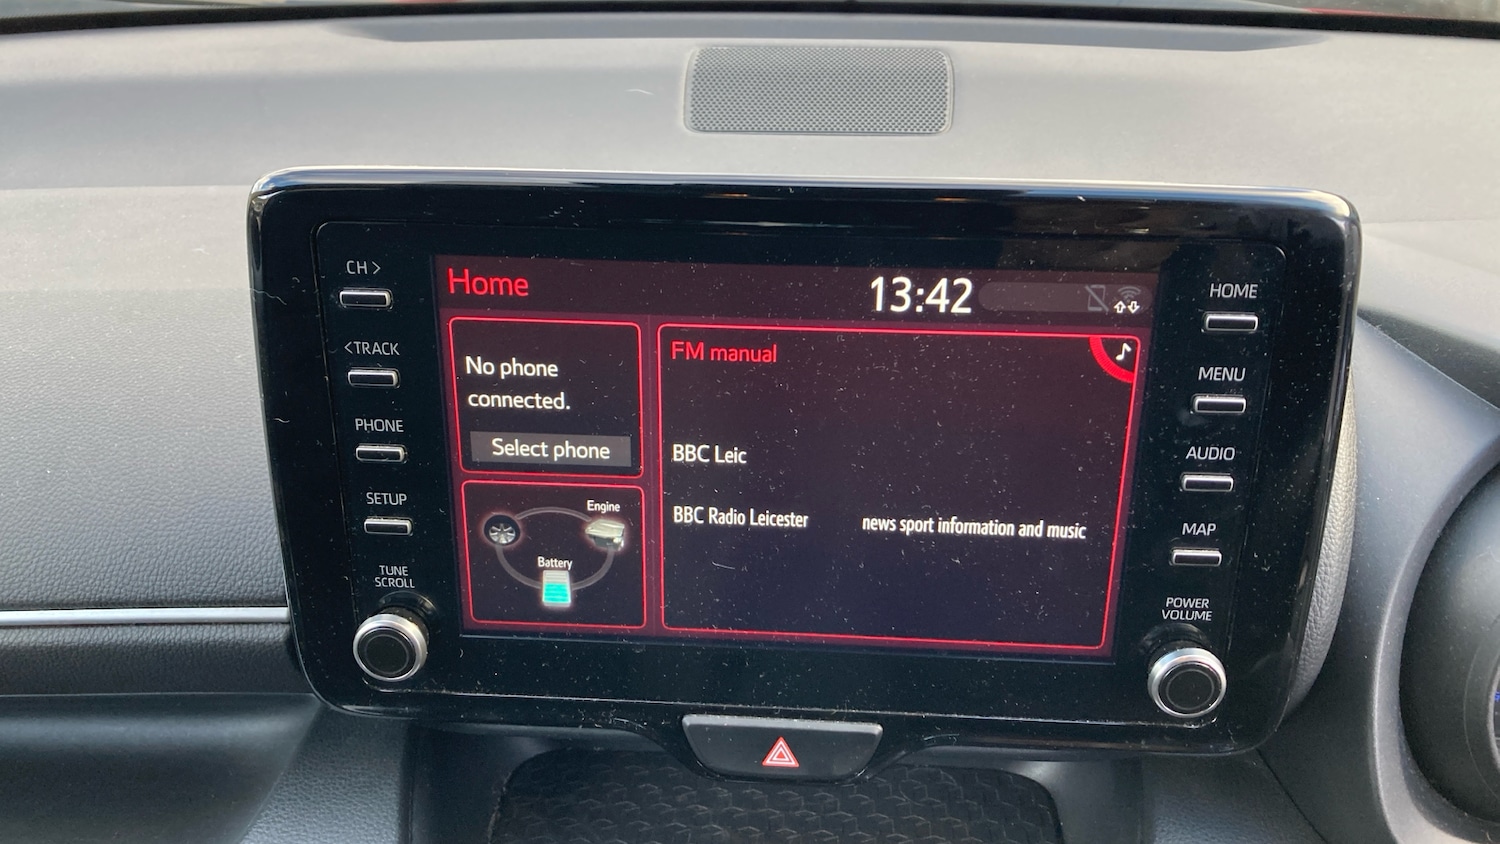 CH >
<TRACK
PHONE
SETUP
TUNE
SCROLL
Home
13:42
No phone
connected.
Select phone
Engine
Battery
FM manual
BBC Leic
BBC Radio Leicester news sport information and music
HOME
MENU
AUDIO
MAP
POWER
VOLUME